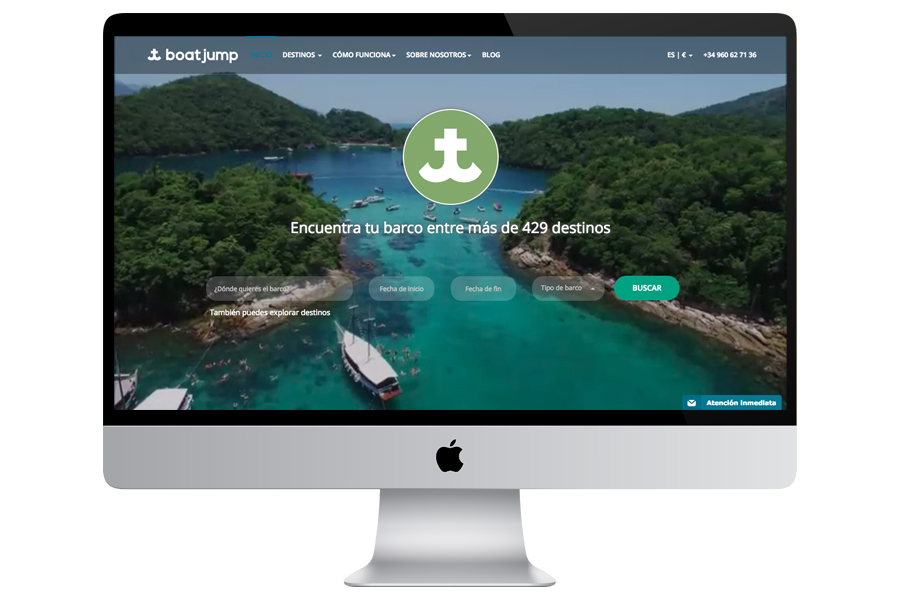 boatjump INICIO DESTINOS CÓMO FUNCIONA SOBRE NOSOTROS BLOG ES | € +34 960 62 71 36
Encuentra tu barco entre más de 429 destinos
¿Dónde quieres el barco? Fecha de inicio Fecha de fin Tipo de barco BUSCAR
También puedes explorar destinos
Atención Inmediata